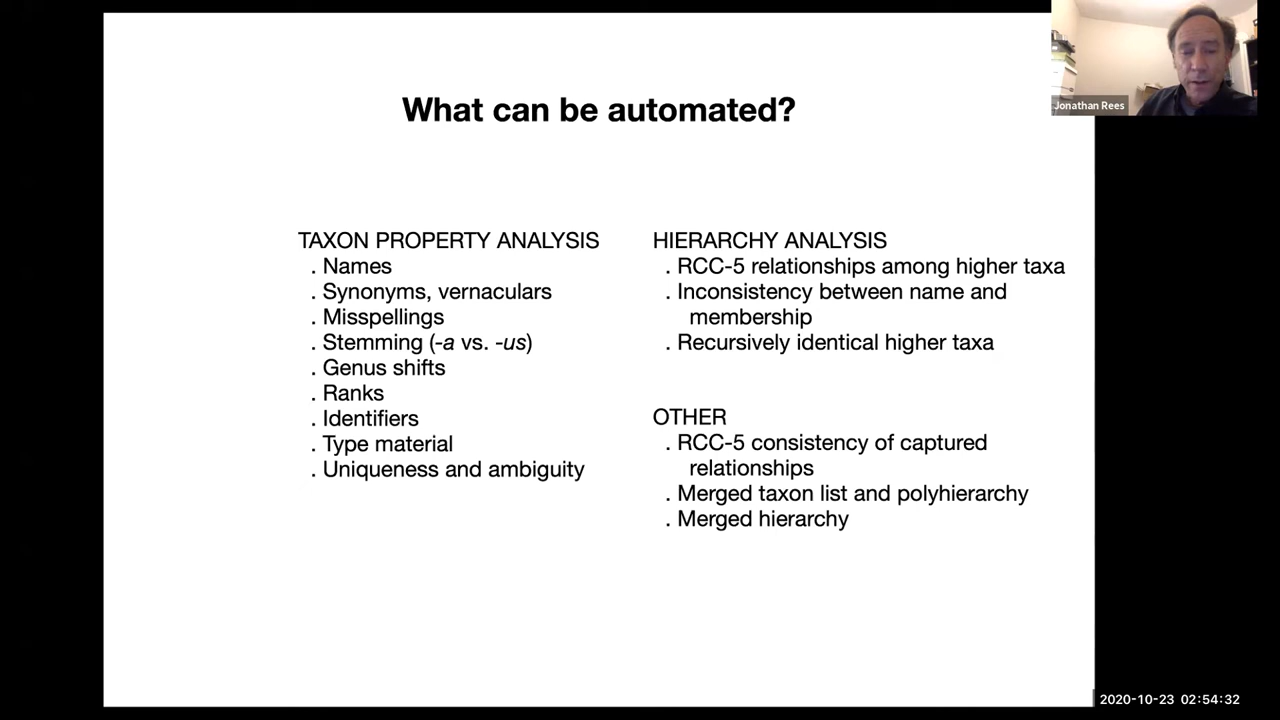 What can be automated?
Jonathan Rees
TAXON PROPERTY ANALYSIS
. Names
. Synonyms, vernaculars
. Misspellings
. Stemming (-a vs. -us)
. Genus shifts
. Ranks
. Identifiers
. Type material
. Uniqueness and ambiguity
HIERARCHY ANALYSIS
. RCC-5 relationships among higher taxa
. Inconsistency between name and
membership
. Recursively identical higher taxa
OTHER
. RCC-5 consistency of captured
relationships
. Merged taxon list and polyhierarchy
. Merged hierarchy
2020-10-23 02:54:32